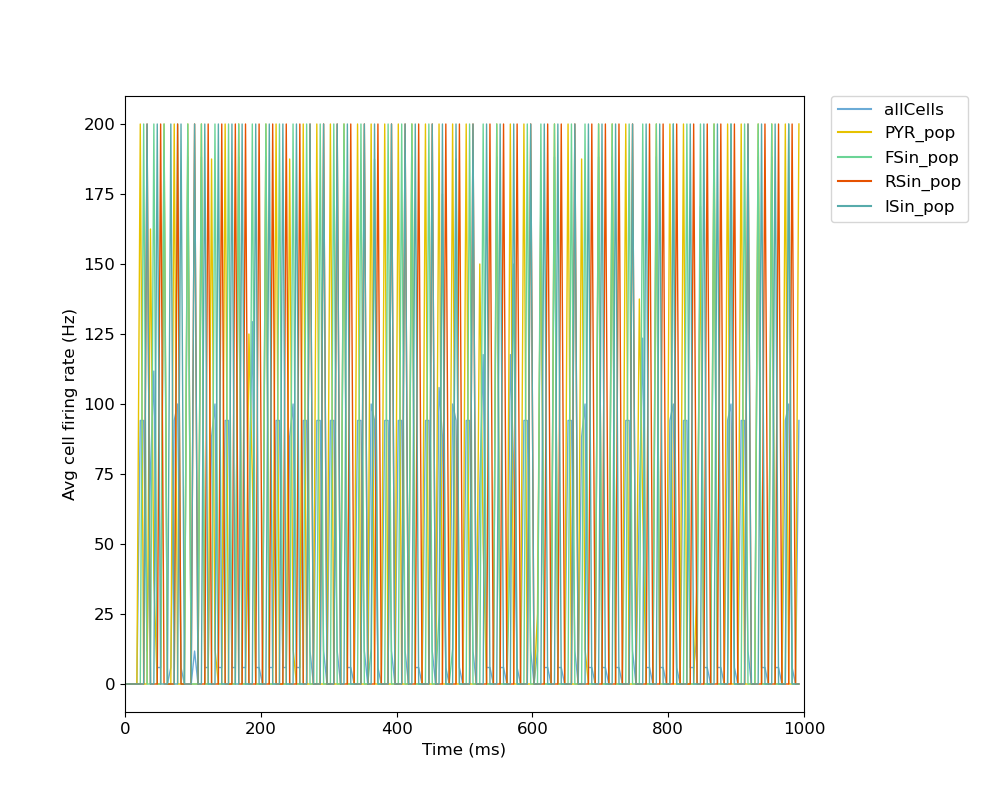 allCells
PYR_pop
FSin_pop
RSin_pop
ISin_pop
200
175
150
125
100
75
50
25
0
Avg cell firing rate (Hz)
0 200 400 600 800 1000
Time (ms)